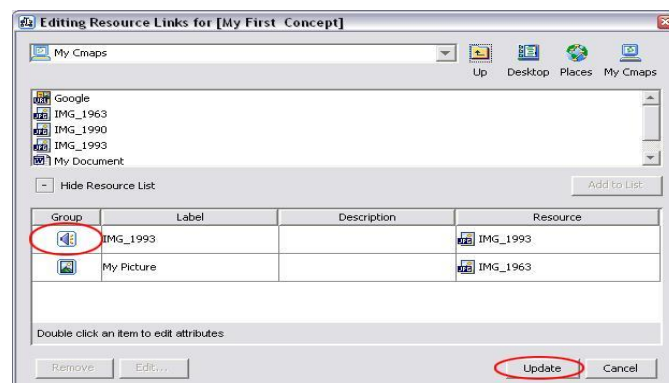 Editing Resource Links for [My First Concept]
My Cmaps
Up Desktop Places My Cmaps
Google
IMG_1963
IMG_1990
IMG_1993
My Document
- Hide Resource List Add to List
Group Label Description Resource
IMG_1993 IMG_1993
My Picture IMG_1963
Double click an item to edit attributes
Remove Edit... Update Cancel